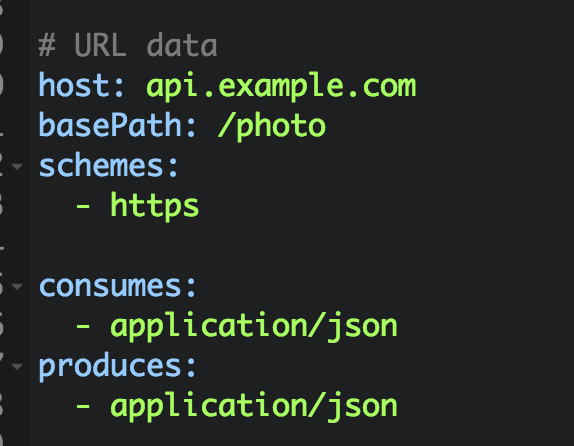 # URL data
host: api.example.com
basePath: /photo
schemes:
  - https
consumes:
  - application/json
produces:
  - application/json